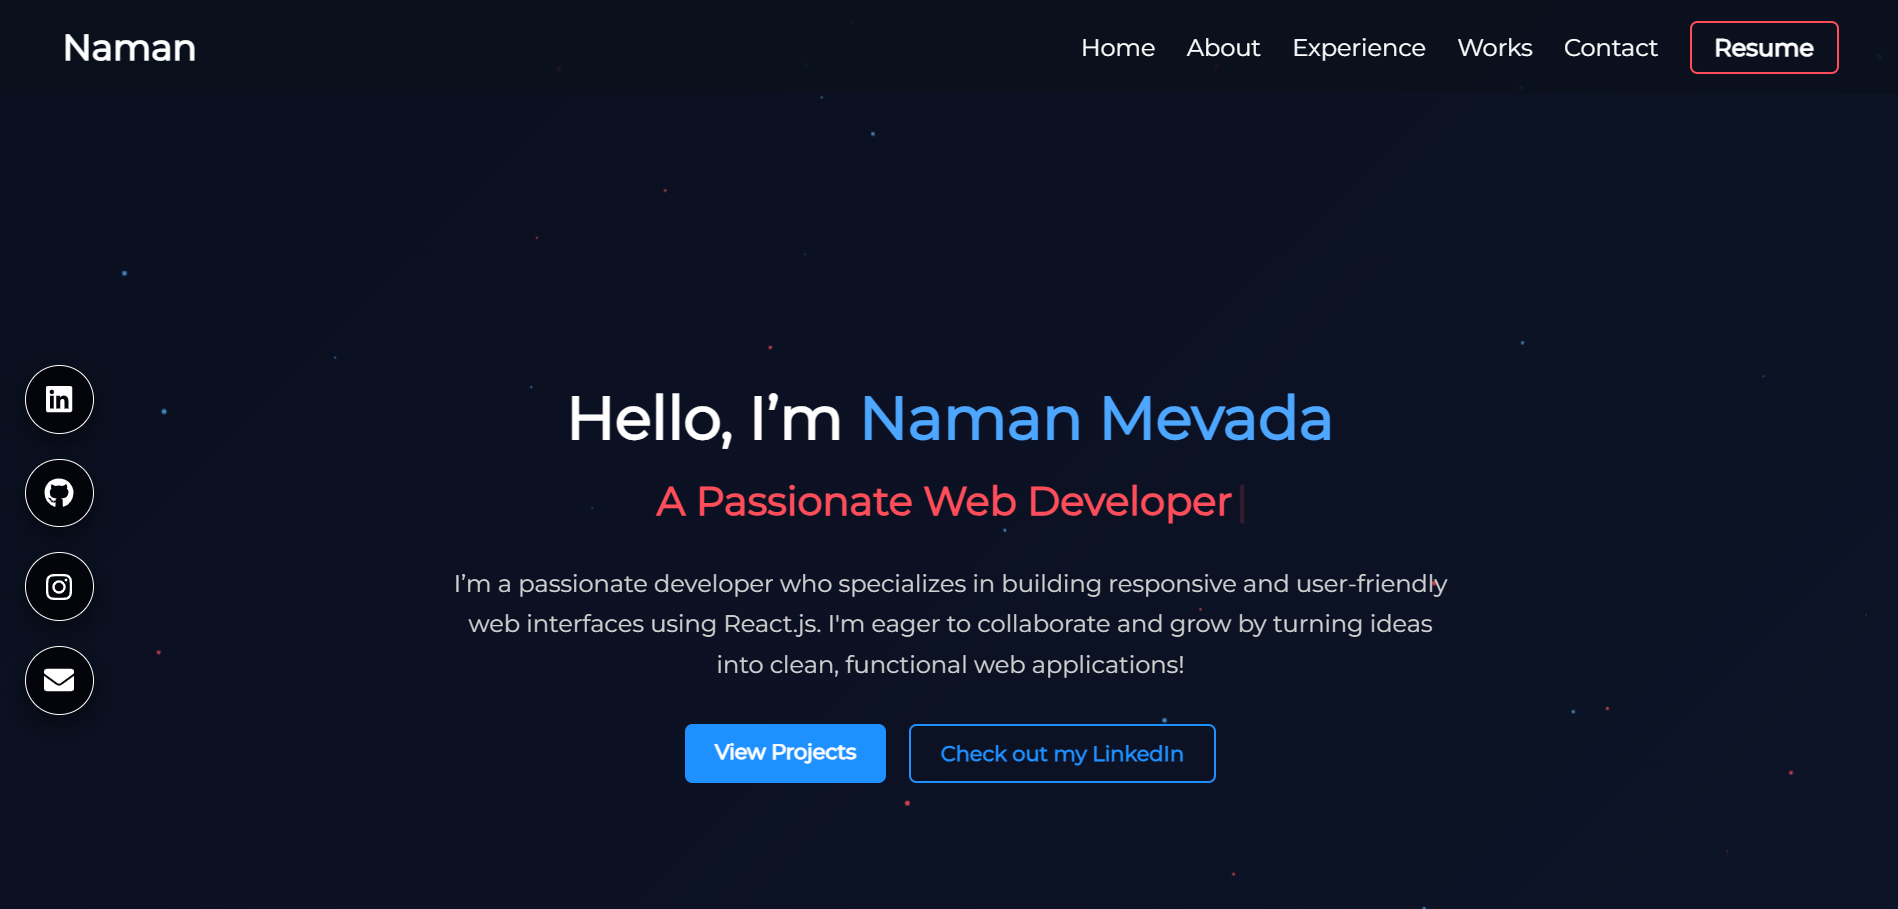 Naman
Home About Experience Works Contact Resume
Hello, I’m Naman Mevada
A Passionate Web Developer
I’m a passionate developer who specializes in building responsive and user-friendly
web interfaces using React.js. I'm eager to collaborate and grow by turning ideas
into clean, functional web applications!
View Projects Check out my LinkedIn